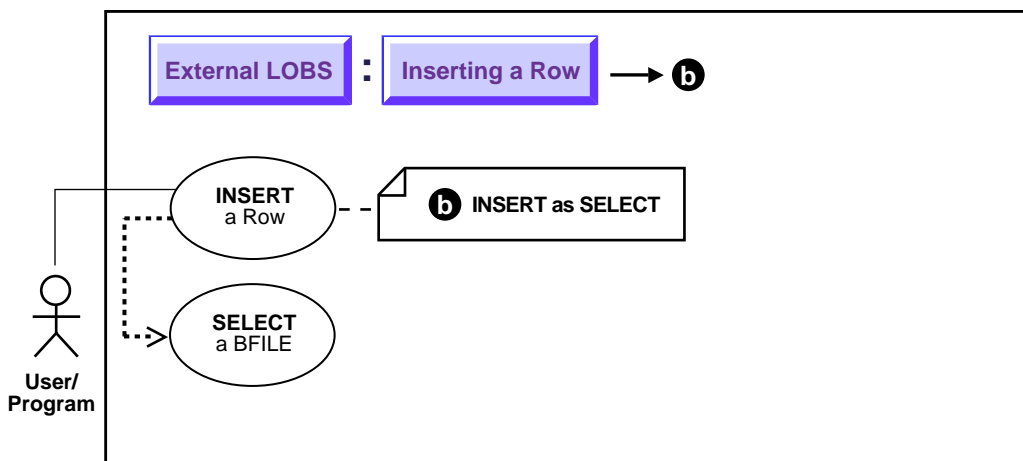 External LOBS : Inserting a Row b
INSERT
a Row
b INSERT as SELECT
SELECT
a BFILE
User/
Program